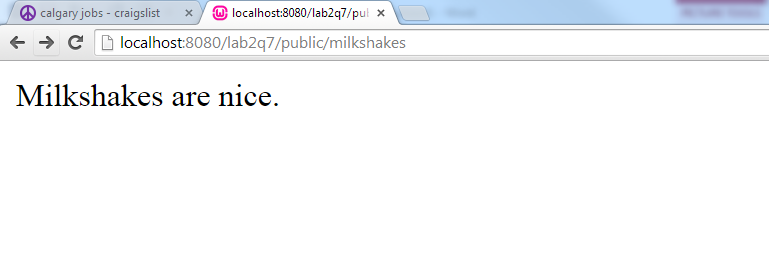 calgary jobs - craigslist
localhost:8080/lab2q7/pul
localhost:8080/lab2q7/public/milkshakes
Milkshakes are nice.